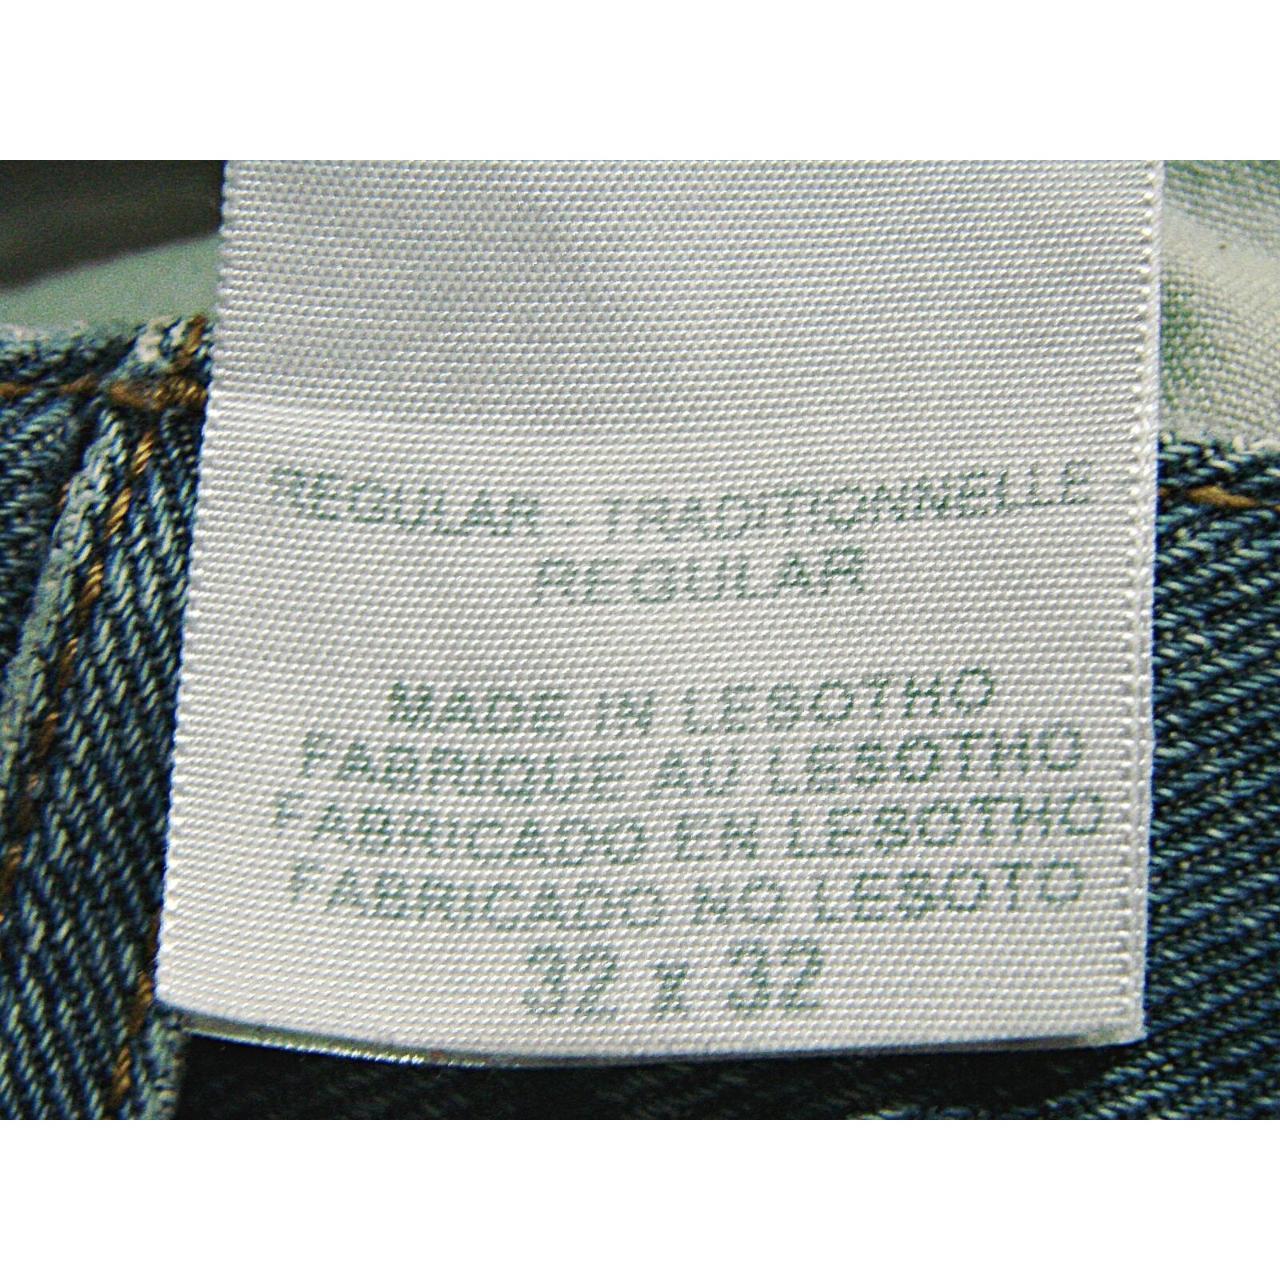 REGULAR - TRADITIONNELLE
REGULAR
MADE IN LESOTHO
FABRIQUE AU LESOTHO
FABRICADO EN LESOTHO
FABRICADO NO LESOTO
32 x 32